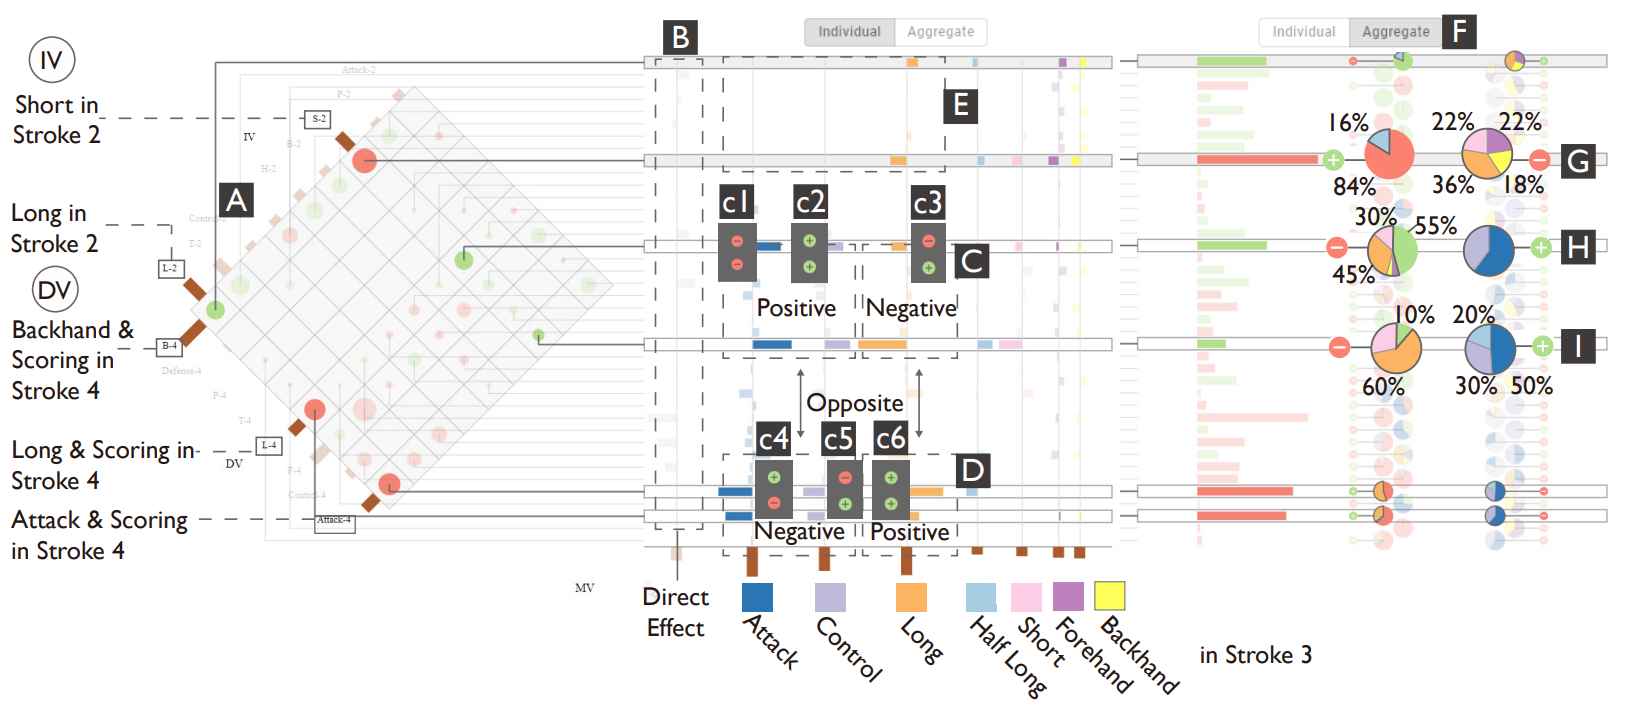 IV
Short in
Stroke 2
Long in
Stroke 2
DV
Backhand &
Scoring in
Stroke 4
Long & Scoring in
Stroke 4
Attack & Scoring
in Stroke 4
Attack-2
P-2
S-2
IV
B-2
H-2
A
Control-2
T-2
L-2
B-4
Defense-4
P-4
T-4
L-4
DV
F-4
Control-4
Attack-4
MV
B
Individual Aggregate
E
c1 c2 c3
C
Positive Negative
Opposite
c4 c5 c6
D
Negative Positive
Direct
Effect
Attack
Control
Long
Half Long
Short
Forehand
Backhand
in Stroke 3
Individual Aggregate
F
16% 22% 22%
G
84% 36% 18%
30% 55%
H
45%
10% 20%
I
60% 30% 50%